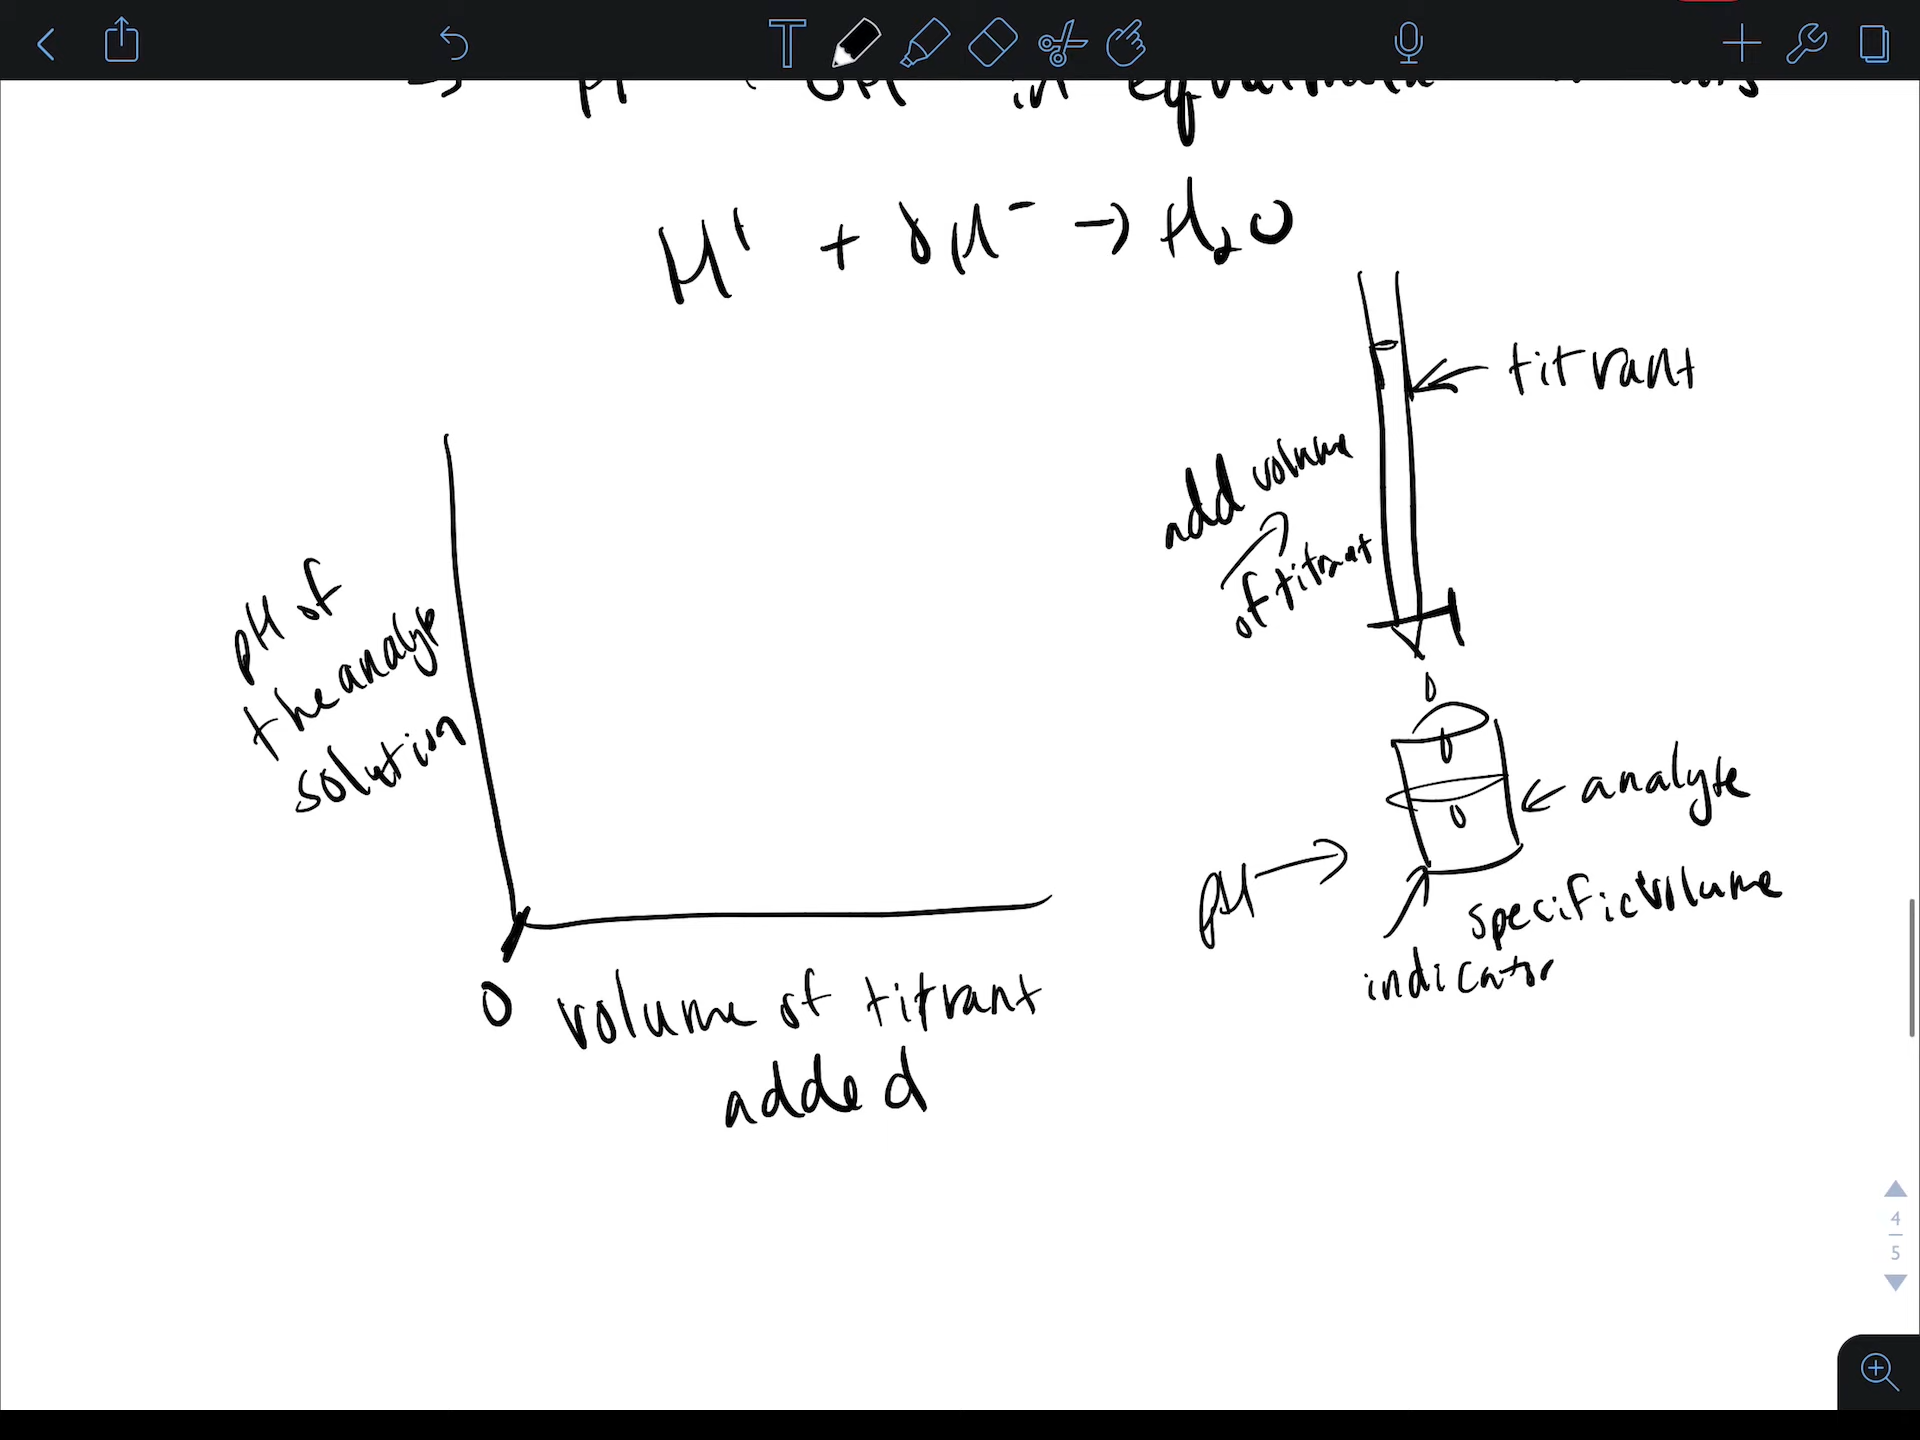 in
H⁺ + OH⁻ → H₂O
← titrant
add volume
of titrant
pH of
the analyte
solution
← analyte
pH →
specific volume
indicator
0 volume of titrant
added
4
5